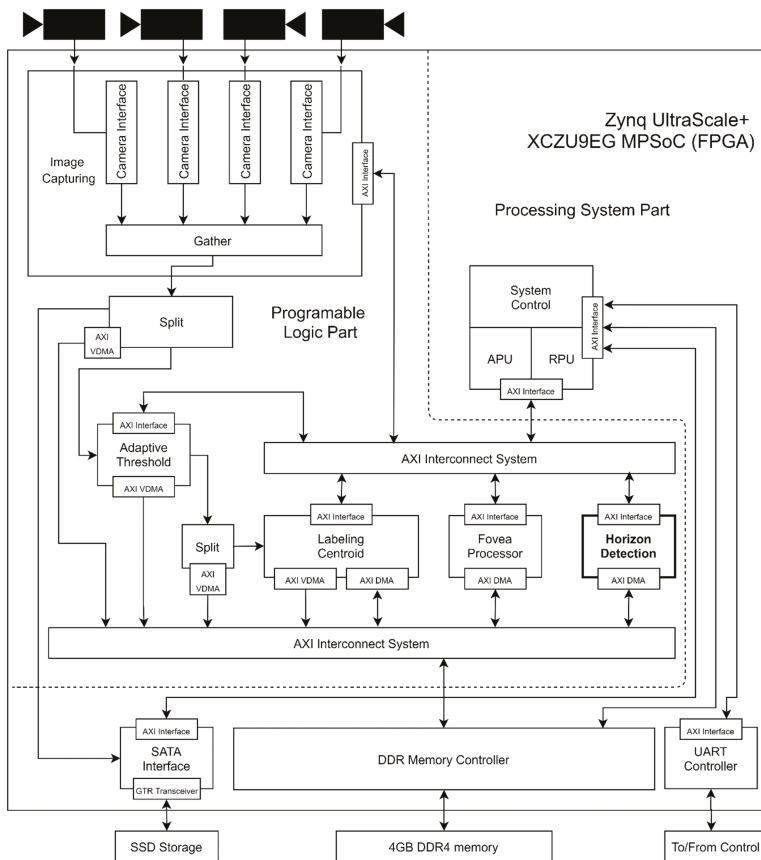 Zynq UltraScale+
XCZU9EG MPSoC (FPGA)
Image
Capturing
Camera Interface
Camera Interface
Camera Interface
Camera Interface
AXI Interface
Gather
Processing System Part
Split
AXI
VDMA
Programable
Logic Part
System
Control
AXI Interface
APU
RPU
AXI Interface
AXI Interface
Adaptive
Threshold
AXI VDMA
AXI Interconnect System
Split
AXI
VDMA
AXI Interface
Labeling
Centroid
AXI VDMA
AXI DMA
AXI Interface
Fovea
Processor
AXI DMA
AXI Interface
Horizon
Detection
AXI DMA
AXI Interconnect System
AXI Interface
SATA
Interface
GTR Transceiver
DDR Memory Controller
AXI Interface
UART
Controller
SSD Storage
4GB DDR4 memory
To/From Control